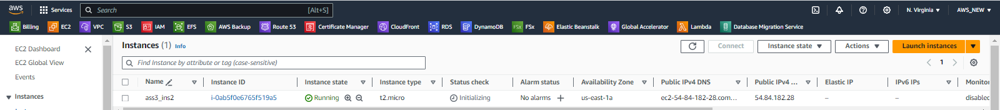 aws Services Search [Alt+S] N. Virginia AWS_NEW
Billing EC2 VPC S3 IAM EFS AWS Backup Route 53 Certificate Manager CloudFront RDS DynamoDB FSx FSx Elastic Beanstalk Global Accelerator Lambda Database Migration Service
EC2 Dashboard
EC2 Global View
Events
Instances
Instances (1) Info Connect Instance state Actions Launch instances
Find Instance by attribute or tag (case-sensitive) 1
Name Instance ID Instance state Instance type Status check Alarm status Availability Zone Public IPv4 DNS Public IPv4 ... Elastic IP IPv6 IPs Monitor
ass3_ins2 i-0ab5f0e6765f519a5 Running t2.micro Initializing No alarms us-east-1a ec2-54-84-182-28.com... 54.84.182.28 – – disabled